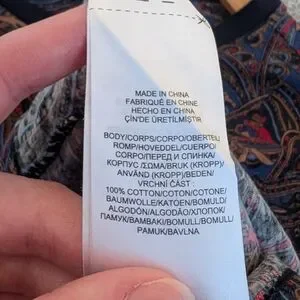 MADE IN CHINA
FABRIQUÉ EN CHINE
HECHO EN CHINA
ÇİN'DE ÜRETİLMİŞTİR
BODY/CORPS/CORPO/OBERTEIL/
ROMP/HOVEDDEL/CUERPO/
CORPO/ПЕРЕД И СПИНКА/
КОРПУС /ΣΩΜΑ/BRUK (KROPP)/
ANVÄND (KROPP)/BEDEN/
VRCHNÍ ČÁST :
100% COTTON/COTON/COTONE/
BAUMWOLLE/KATOEN/BOMULD/
ALGODÓN/ALGODÃO/ХЛОПОК/
ПАМУК/ΒΑΜΒΑΚΙ/BOMULL/BOMULL/
PAMUK/BAVLNA